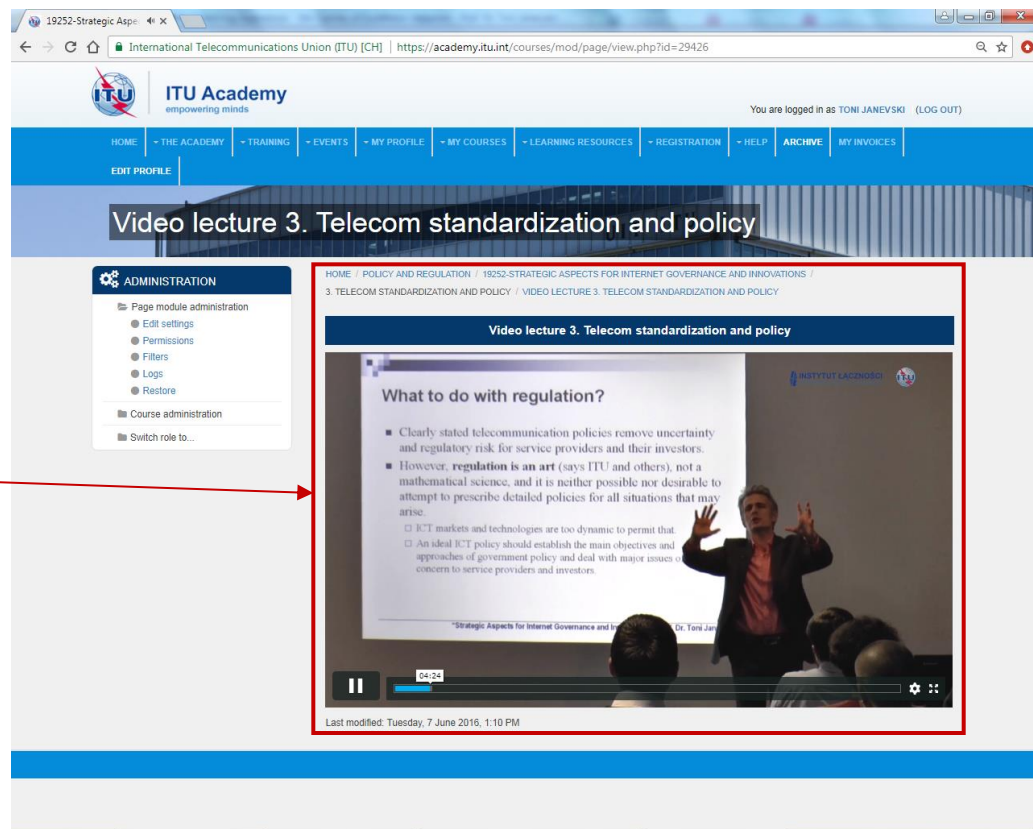 19252-Strategic Aspe
International Telecommunications Union (ITU) [CH] | https://academy.itu.int/courses/mod/page/view.php?id=29426
ITU Academy
empowering minds
You are logged in as TONI JANEVSKI (LOG OUT)
HOME THE ACADEMY TRAINING EVENTS MY PROFILE MY COURSES LEARNING RESOURCES REGISTRATION HELP ARCHIVE MY INVOICES
EDIT PROFILE
Video lecture 3. Telecom standardization and policy
ADMINISTRATION
Page module administration
Edit settings
Permissions
Filters
Logs
Restore
Course administration
Switch role to...
HOME / POLICY AND REGULATION / 19252-STRATEGIC ASPECTS FOR INTERNET GOVERNANCE AND INNOVATIONS /
3. TELECOM STANDARDIZATION AND POLICY / VIDEO LECTURE 3. TELECOM STANDARDIZATION AND POLICY
Video lecture 3. Telecom standardization and policy
INSTYTUT ŁĄCZNOŚCI
What to do with regulation?
Clearly stated telecommunication policies remove uncertainty
and regulatory risk for service providers and their investors.
However, regulation is an art (says ITU and others), not a
mathematical science, and it is neither possible nor desirable to
attempt to prescribe detailed policies for all situations that may
arise.
ICT markets and technologies are too dynamic to permit that.
An ideal ICT policy should establish the main objectives and
approaches of government policy and deal with major issues o
concern to service providers and investors.
"Strategic Aspects for Internet Governance and In Dr. Toni Jan
04:24
Last modified: Tuesday, 7 June 2016, 1:10 PM